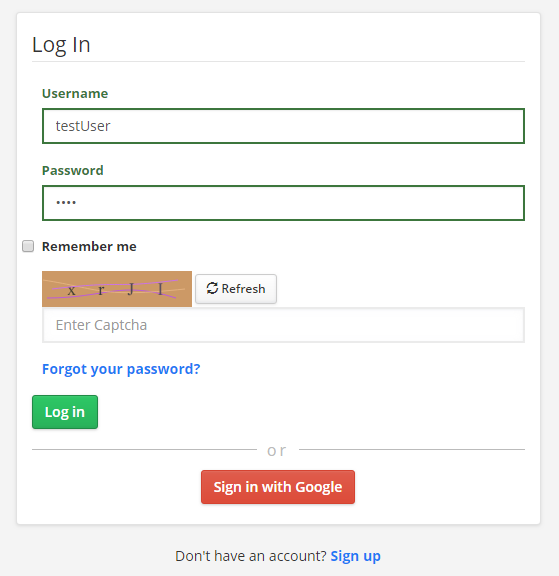 Log In
Username
testUser
Password
••••
Remember me
x r J I
Refresh
Enter Captcha
Forgot your password?
Log in
or
Sign in with Google
Don't have an account? Sign up